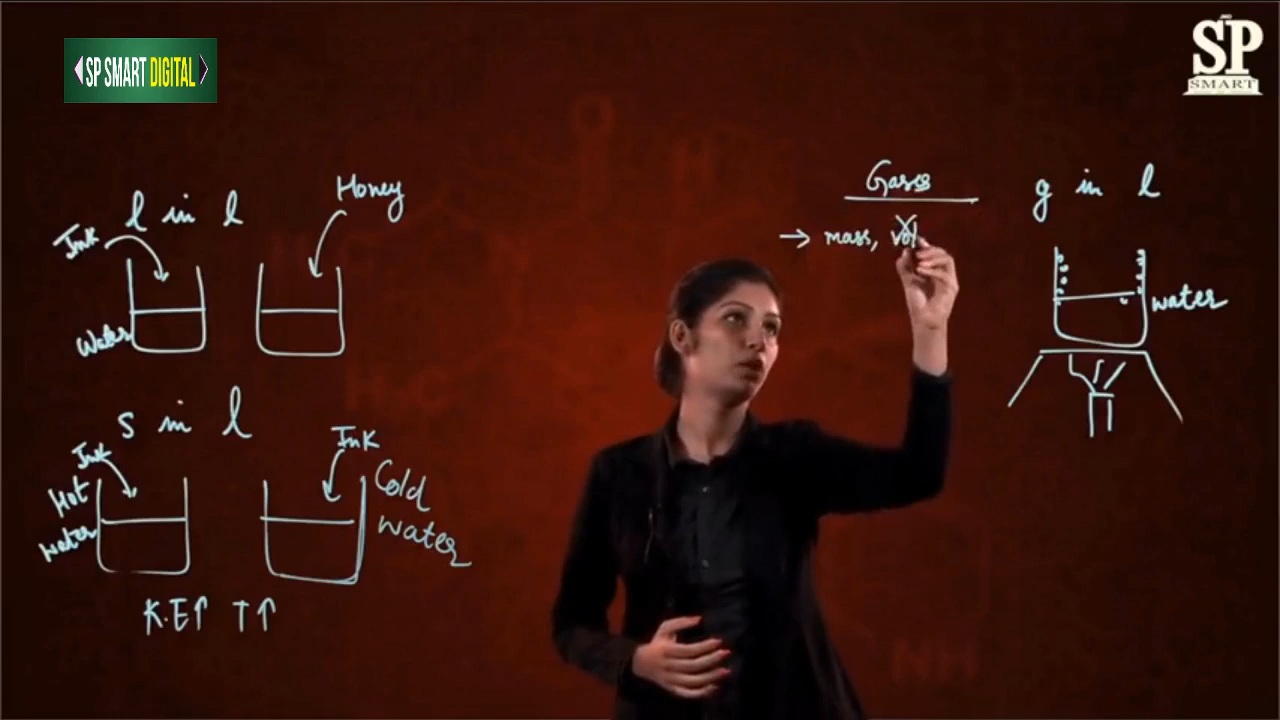 SP SMART DIGITAL
SP
SMART
l in l
Ink
Water
Honey
s in l
Ink
Hot
water
Ink
Cold
water
K.E↑ T↑
Gases
→ mass, vol
g in l
water